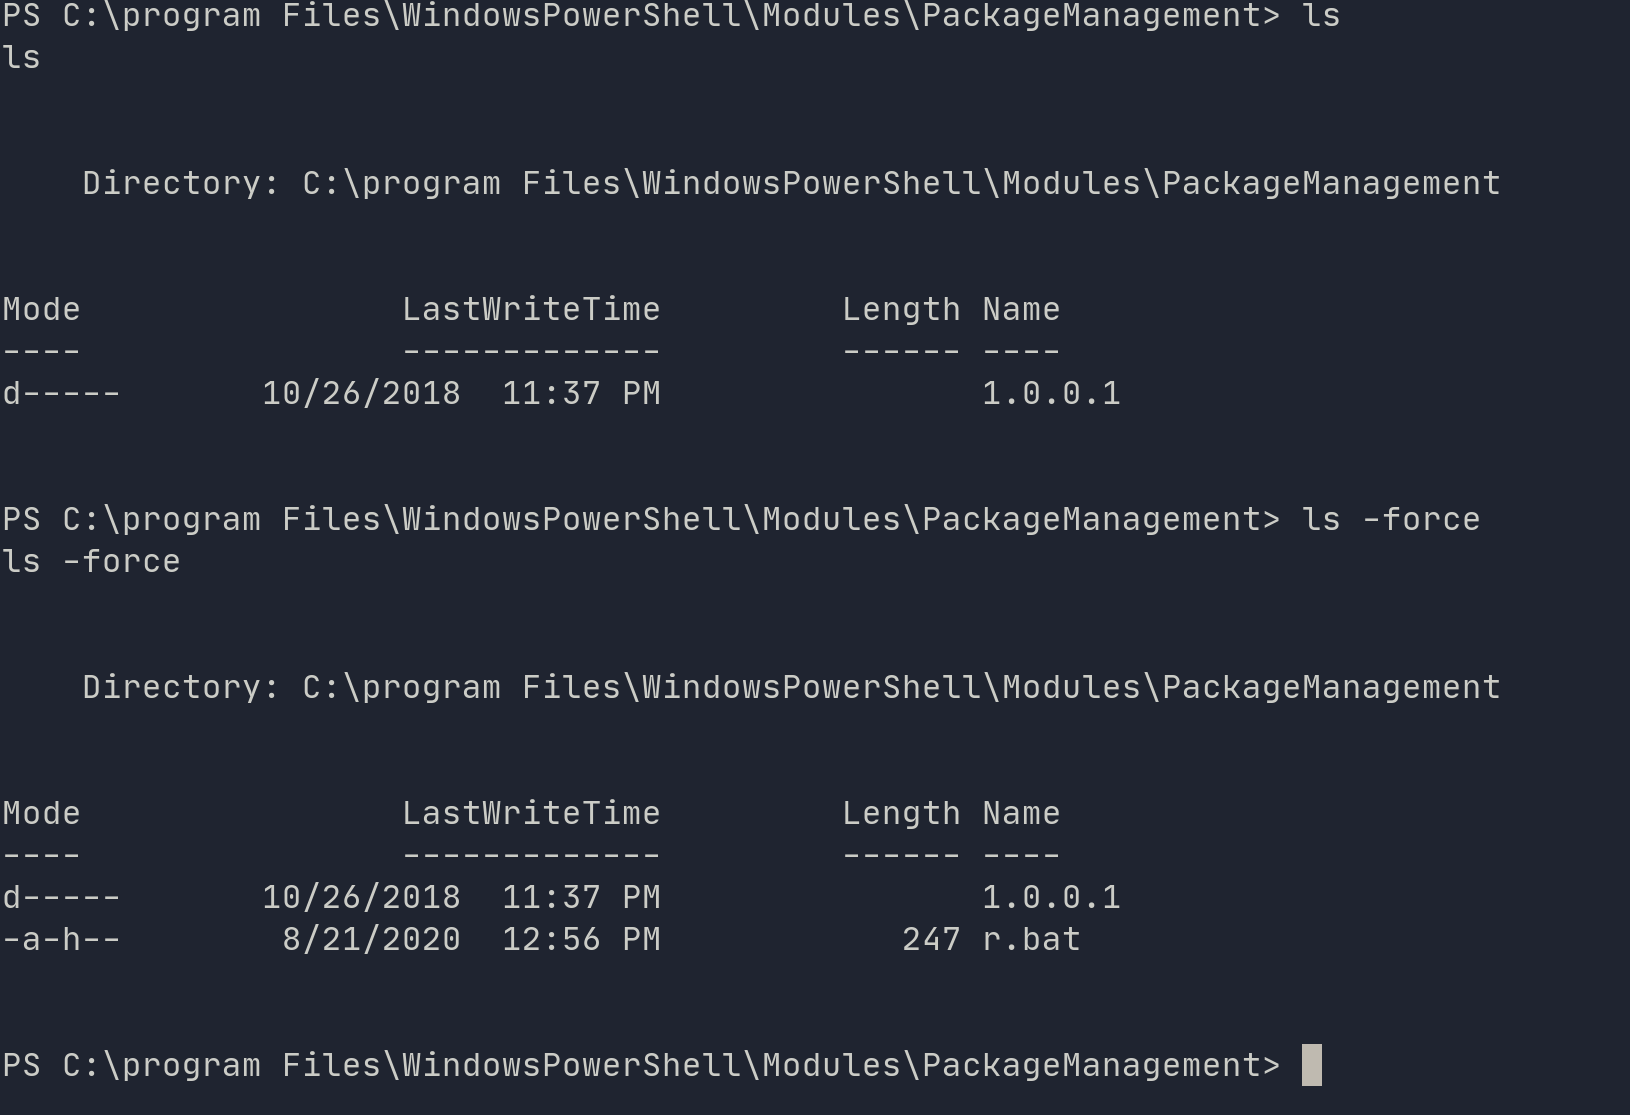 PS C:\program Files\WindowsPowerShell\Modules\PackageManagement> ls
ls
    Directory: C:\program Files\WindowsPowerShell\Modules\PackageManagement
Mode                LastWriteTime         Length Name
----                -------------         ------ ----
d-----       10/26/2018  11:37 PM                1.0.0.1
PS C:\program Files\WindowsPowerShell\Modules\PackageManagement> ls -force
ls -force
    Directory: C:\program Files\WindowsPowerShell\Modules\PackageManagement
Mode                LastWriteTime         Length Name
----                -------------         ------ ----
d-----       10/26/2018  11:37 PM                1.0.0.1
-a-h--        8/21/2020  12:56 PM            247 r.bat
PS C:\program Files\WindowsPowerShell\Modules\PackageManagement>